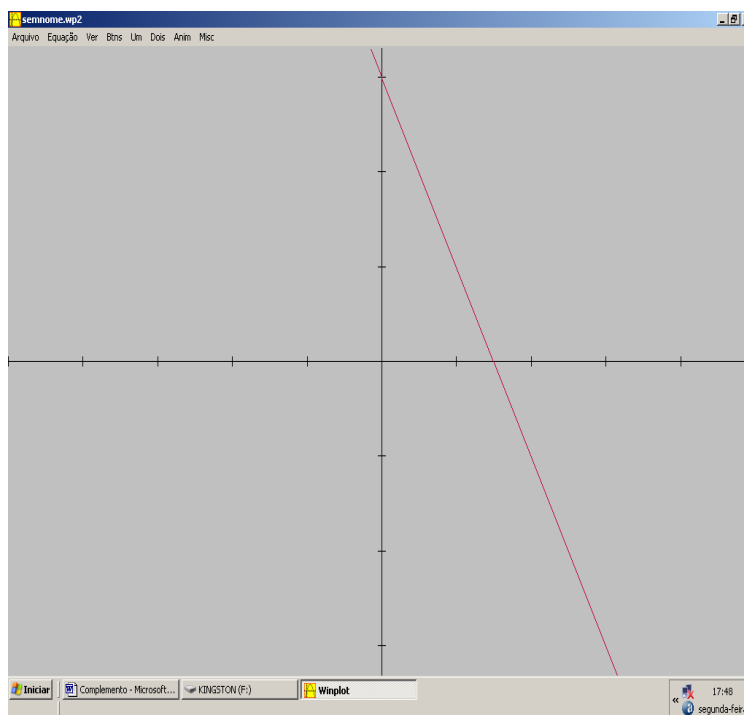 semnome.wp2
Arquivo Equação Ver Btns Um Dois Anim Misc
Iniciar Complemento - Microsoft... KINGSTON (F:) Winplot « 17:48
segunda-feir